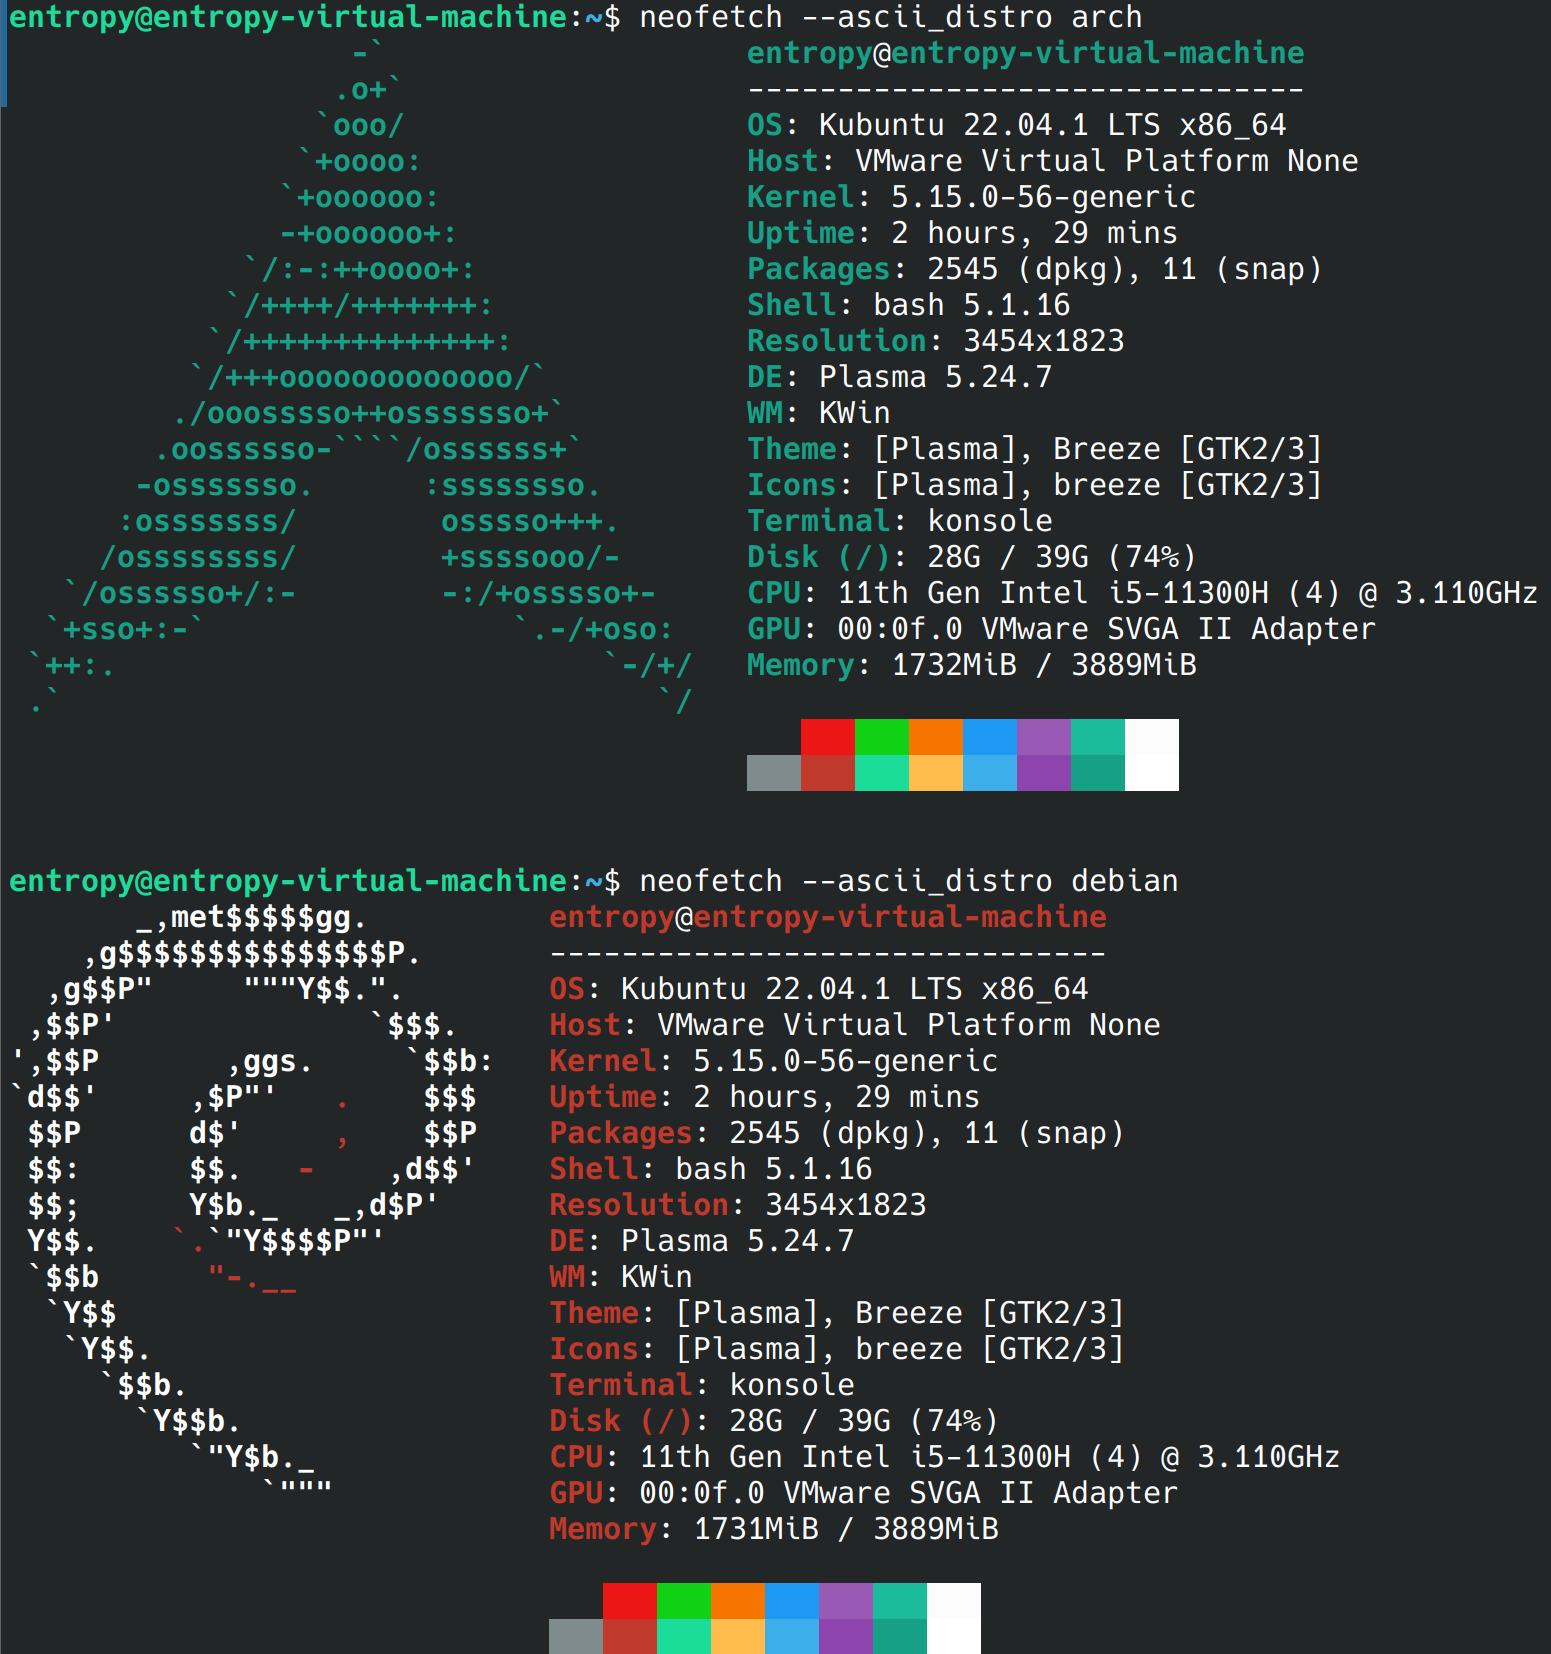 entropy@entropy-virtual-machine:~$ neofetch --ascii_distro arch
                   -`                    entropy@entropy-virtual-machine
                  .o+`                   -------------------------------
                 `ooo/                   OS: Kubuntu 22.04.1 LTS x86_64
                `+oooo:                  Host: VMware Virtual Platform None
               `+oooooo:                 Kernel: 5.15.0-56-generic
               -+oooooo+:                Uptime: 2 hours, 29 mins
             `/:-:++oooo+:               Packages: 2545 (dpkg), 11 (snap)
            `/++++/+++++++:              Shell: bash 5.1.16
           `/++++++++++++++:             Resolution: 3454x1823
          `/+++ooooooooooooo/`           DE: Plasma 5.24.7
         ./ooosssso++osssssso+`          WM: KWin
        .oossssso-````/ossssss+`         Theme: [Plasma], Breeze [GTK2/3]
       -osssssso.      :ssssssso.        Icons: [Plasma], breeze [GTK2/3]
      :osssssss/        osssso+++.       Terminal: konsole
     /ossssssss/        +ssssooo/-       Disk (/): 28G / 39G (74%)
   `/ossssso+/:-        -:/+osssso+-     CPU: 11th Gen Intel i5-11300H (4) @ 3.110GHz
  `+sso+:-`                 `.-/+oso:    GPU: 00:0f.0 VMware SVGA II Adapter
 `++:.                           `-/+/   Memory: 1732MiB / 3889MiB
 .`                                 `/
entropy@entropy-virtual-machine:~$ neofetch --ascii_distro debian
       _,met$$$$$gg.          entropy@entropy-virtual-machine
    ,g$$$$$$$$$$$$$$$P.       -------------------------------
  ,g$$P"     """Y$$.".        OS: Kubuntu 22.04.1 LTS x86_64
 ,$$P'              `$$$.     Host: VMware Virtual Platform None
',$$P       ,ggs.     `$$b:   Kernel: 5.15.0-56-generic
`d$$'     ,$P"'   .    $$$    Uptime: 2 hours, 29 mins
 $$P      d$'     ,    $$P    Packages: 2545 (dpkg), 11 (snap)
 $$:      $$.   -    ,d$$'    Shell: bash 5.1.16
 $$;      Y$b._   _,d$P'      Resolution: 3454x1823
 Y$$.    `.`"Y$$$$P"'         DE: Plasma 5.24.7
 `$$b      "-.__              WM: KWin
  `Y$$                        Theme: [Plasma], Breeze [GTK2/3]
   `Y$$.                      Icons: [Plasma], breeze [GTK2/3]
     `$$b.                    Terminal: konsole
       `Y$$b.                 Disk (/): 28G / 39G (74%)
          `"Y$b._             CPU: 11th Gen Intel i5-11300H (4) @ 3.110GHz
              `"""            GPU: 00:0f.0 VMware SVGA II Adapter
                              Memory: 1731MiB / 3889MiB